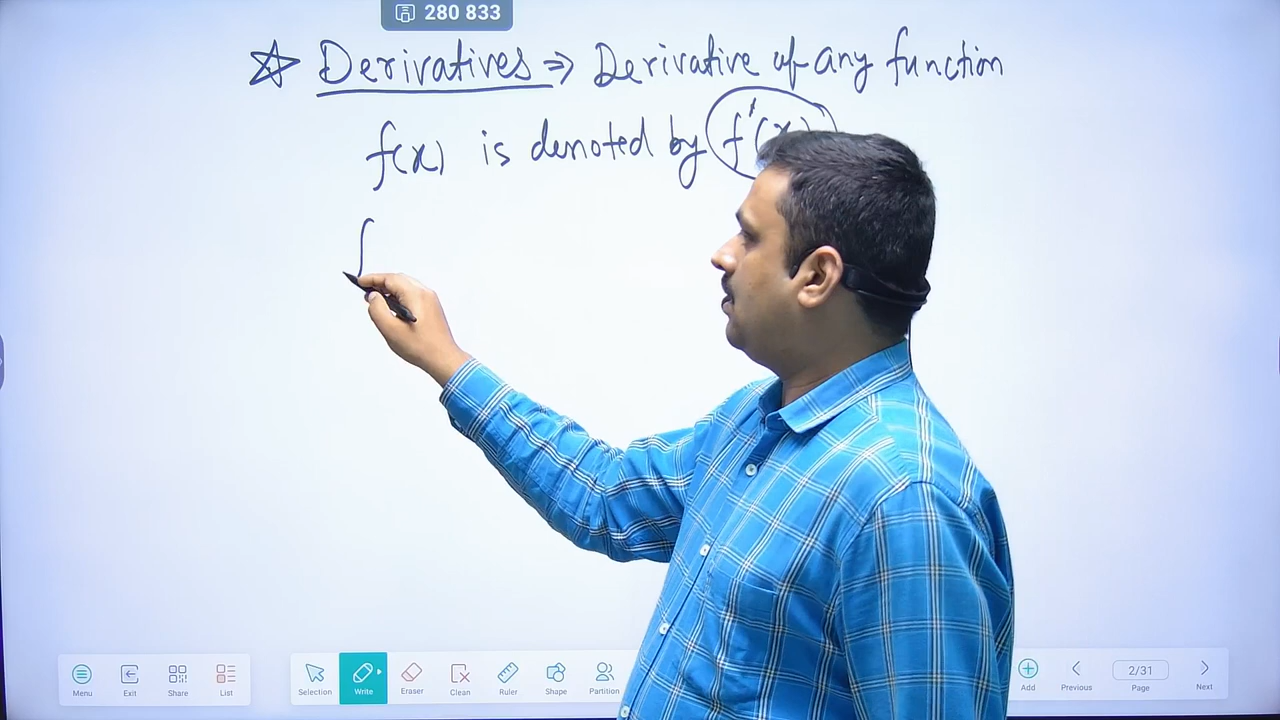 280 833
☆ Derivatives ⇒ Derivative of any function
f(x) is denoted by f'(x)
Menu Exit Share List Selection Write Eraser Clean Ruler Shape Partition Add Previous 2/31 Page Next